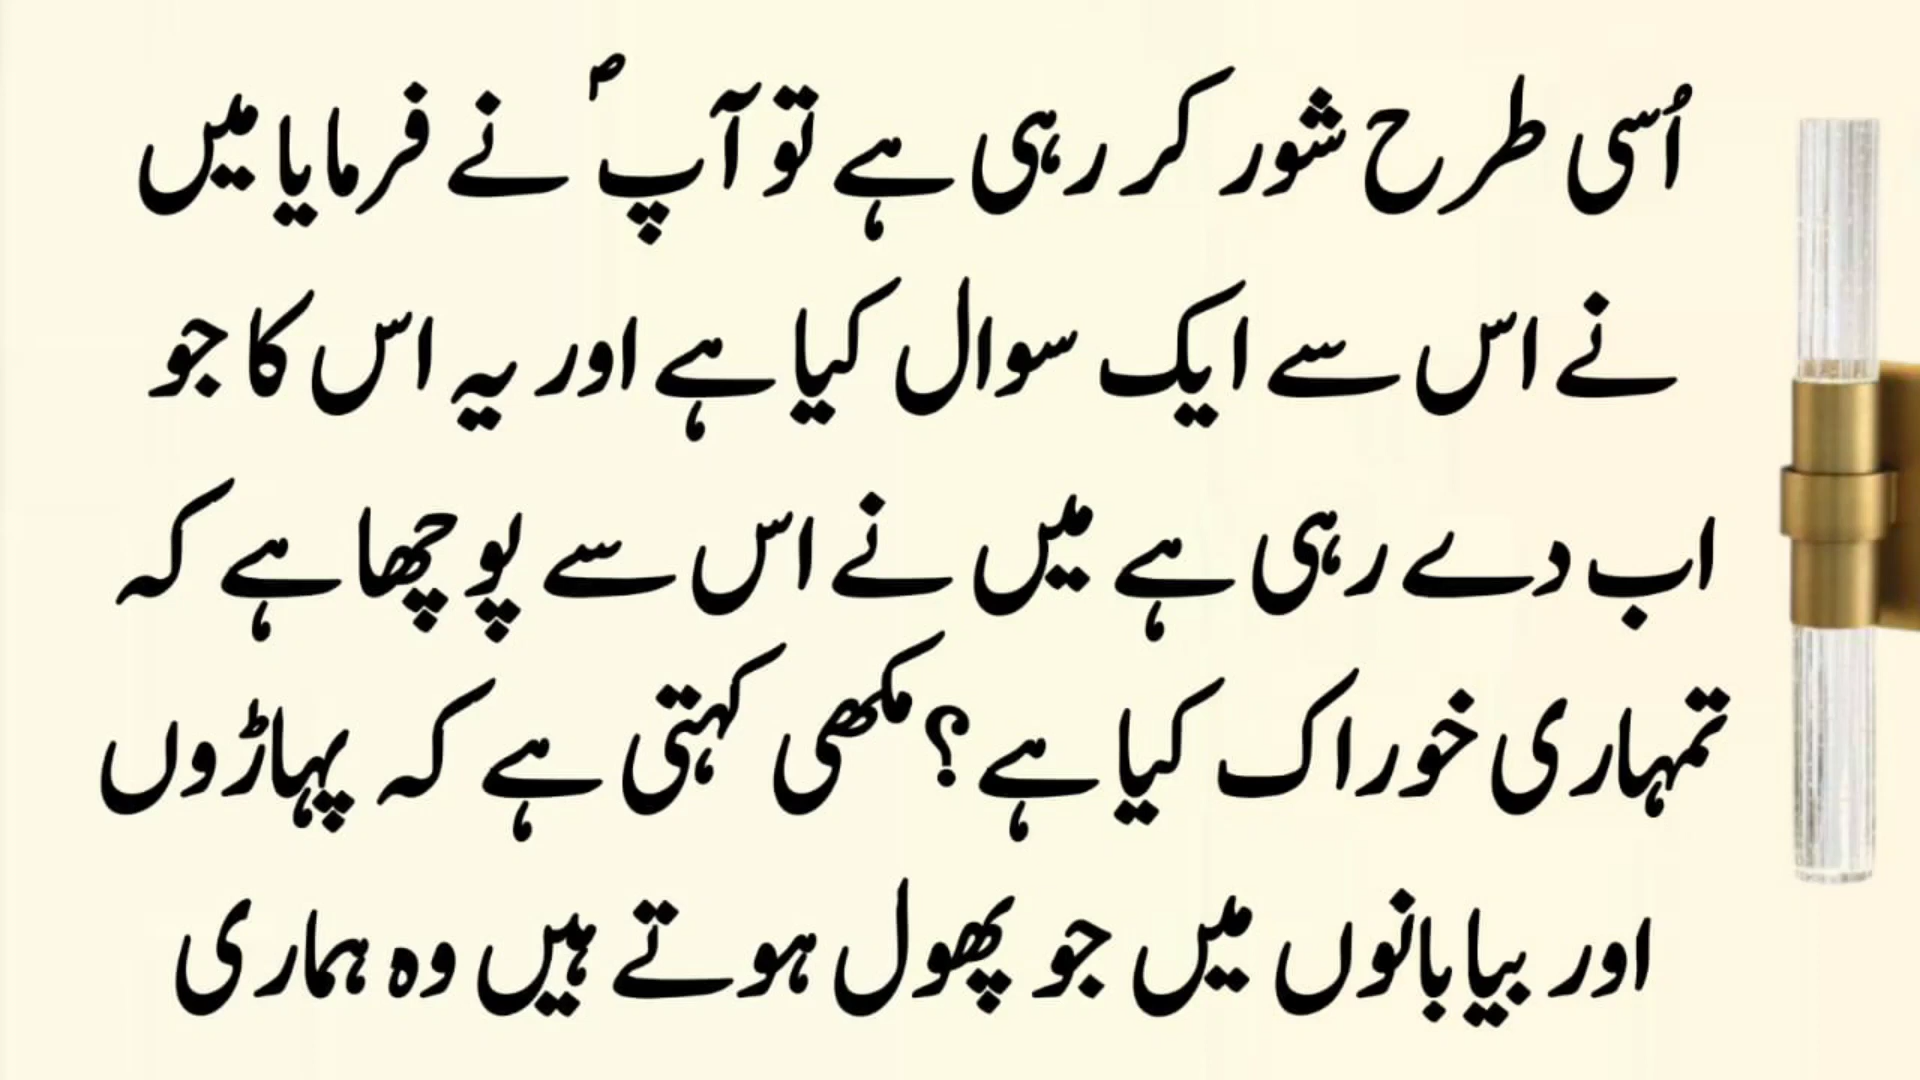 اُسی طرح شور کر رہی ہے تو آپؐ نے فرمایا میں
نے اس سے ایک سوال کیا ہے اور یہ اس کا جو
اب دے رہی ہے میں نے اس سے پوچھا ہے کہ
تمہاری خوراک کیا ہے؟ مکھی کہتی ہے کہ پہاڑوں
اور بیابانوں میں جو پھول ہوتے ہیں وہ ہماری